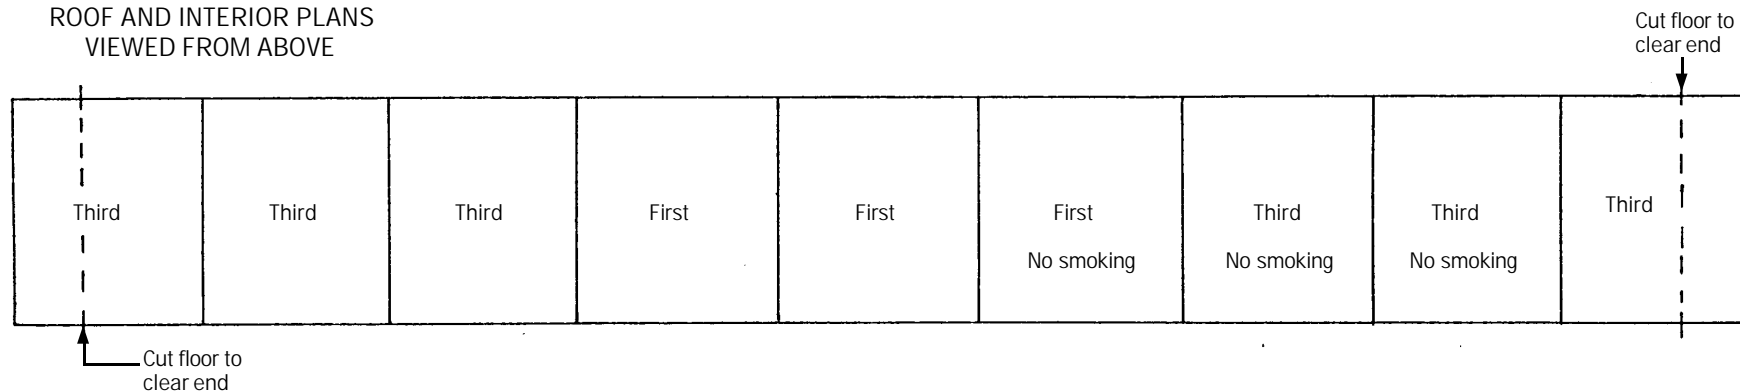 ROOF AND INTERIOR PLANS
VIEWED FROM ABOVE
Cut floor to
clear end
Third
Third
Third
First
First
First
No smoking
Third
No smoking
Third
No smoking
Third
Cut floor to
clear end